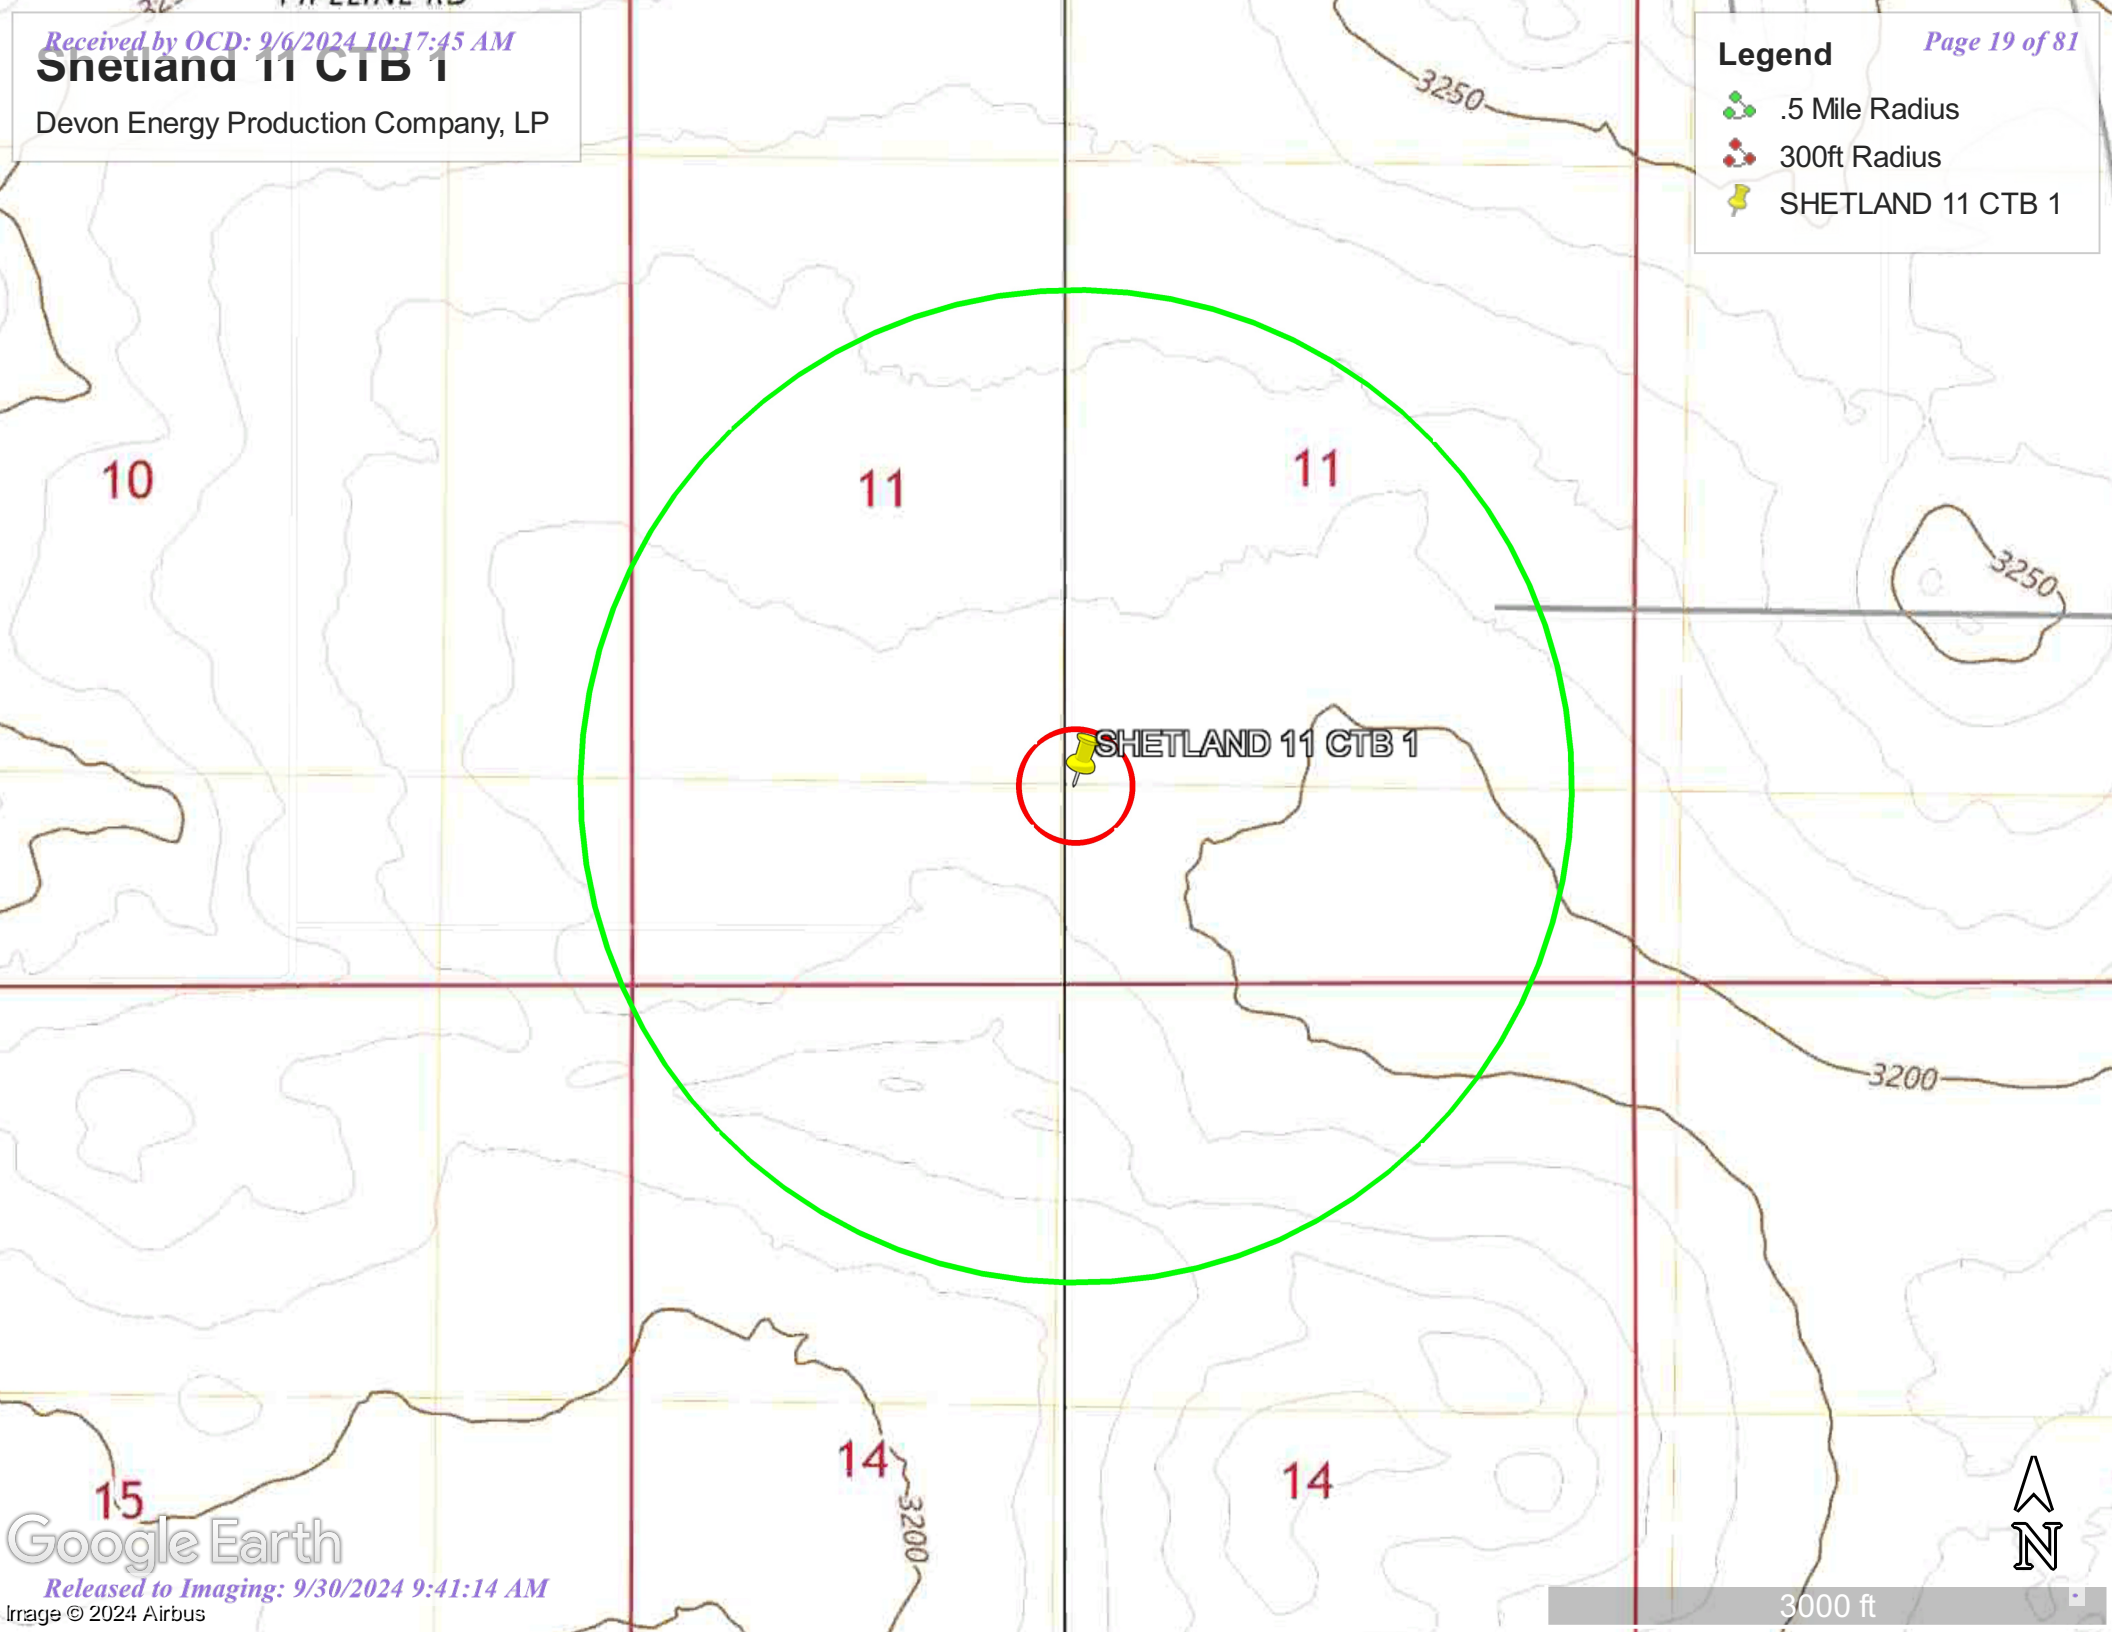 PIPELINE RD
Received by OCD: 9/6/2024 10:17:45 AM
Shetland 11 CTB 1
Devon Energy Production Company, LP
Page 19 of 81
Legend
.5 Mile Radius
300ft Radius
SHETLAND 11 CTB 1
3250
10
11
11
3250
SHETLAND 11 CTB 1
3200
14
14
15
3200
N
Google Earth
Released to Imaging: 9/30/2024 9:41:14 AM
Image © 2024 Airbus
3000 ft